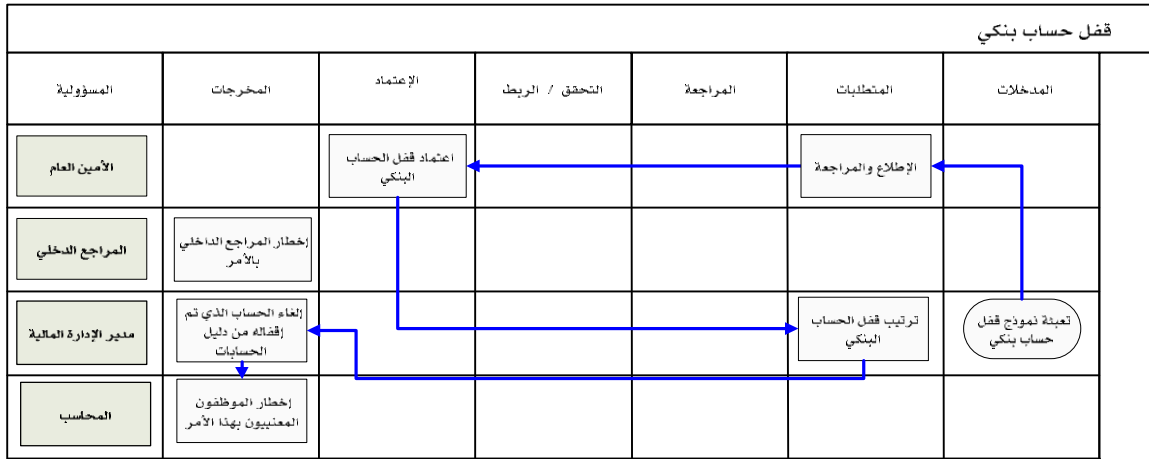 قفل حساب بنكي
المدخلات
المتطلبات
المراجعة
التحقق / الربط
الإعتماد
المخرجات
المسؤولية
الإطلاع والمراجعة
اعتماد قفل الحساب
البنكي
الأمين العام
إخطار المراجع الداخلي
بالأمر
المراجع الدخلي
تعبئة نموذج قفل
حساب بنكي
ترتيب قفل الحساب
البنكي
إلغاء الحساب الذي تم
إقفاله من دليل
الحسابات
مدير الإدارة المالية
إخطار الموظفون
المعنييون بهذا الأمر
المحاسب